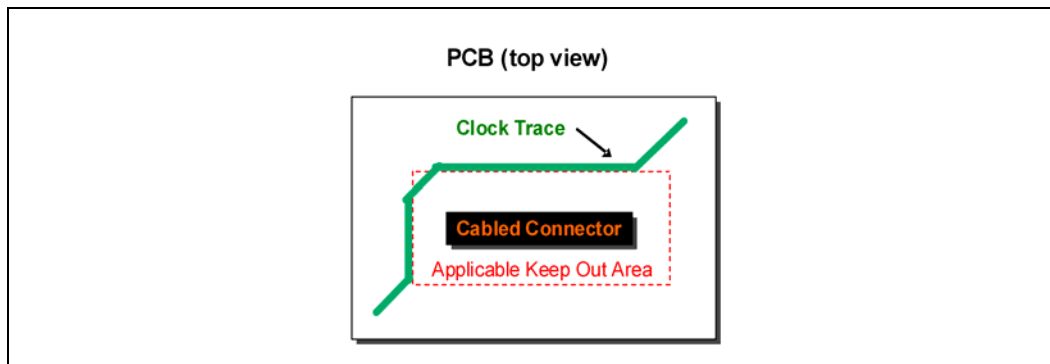 PCB (top view)
Clock Trace
Cabled Connector
Applicable Keep Out Area